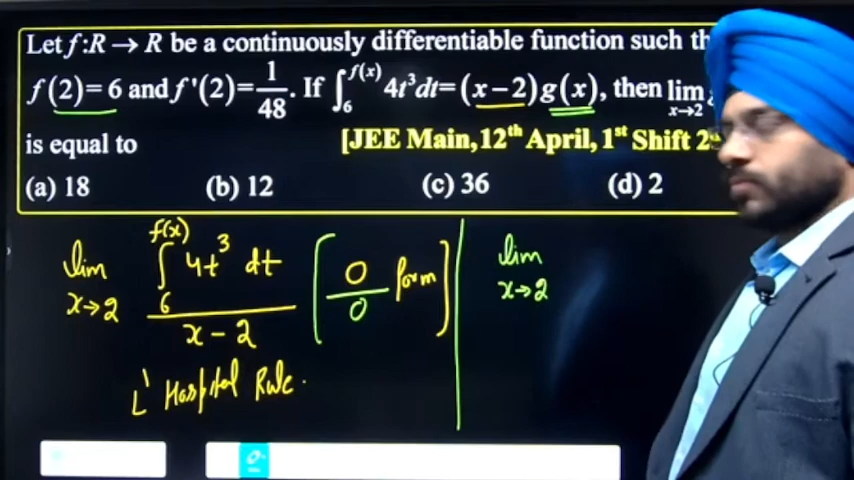 Let f:R → R be a continuously differentiable function such th
f(2)= 6 and f '(2)=1/48. If ∫₆^f(x) 4t³dt=(x−2)g(x), then lim x→2
is equal to [JEE Main, 12th April, 1st Shift 2
(a) 18 (b) 12 (c) 36 (d) 2
lim x→2 ∫₆^f(x) 4t³ dt / x − 2 [0/0 form]
L' Hospital Rule.
lim x→2